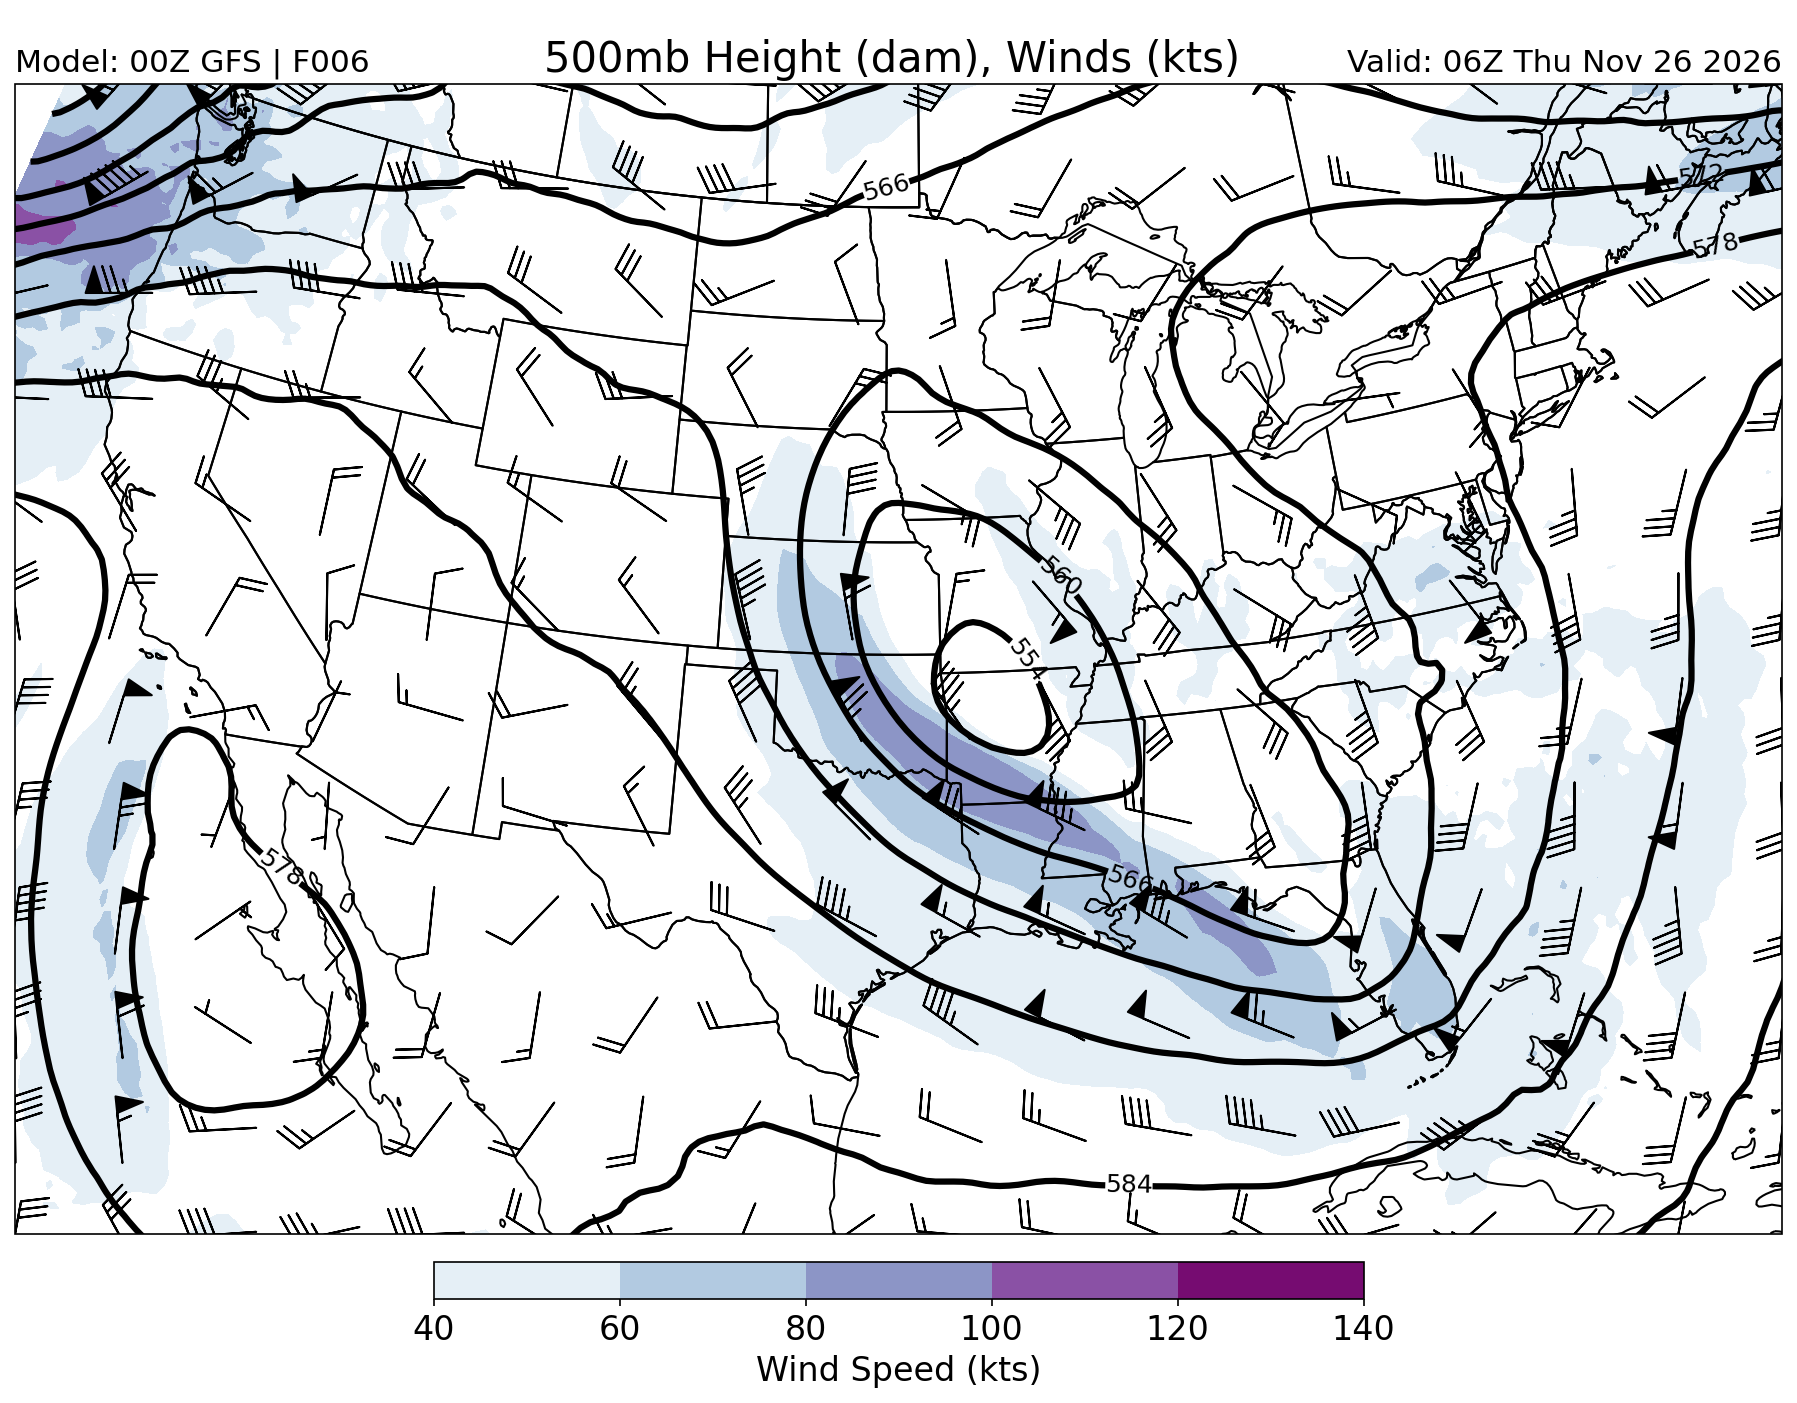 500mb Height (dam), Winds (kts)
Model: 00Z GFS | F006
Valid: 06Z Thu Nov 26 2026
566
572
578
560
554
578
566
584
40 60 80 100 120 140
Wind Speed (kts)